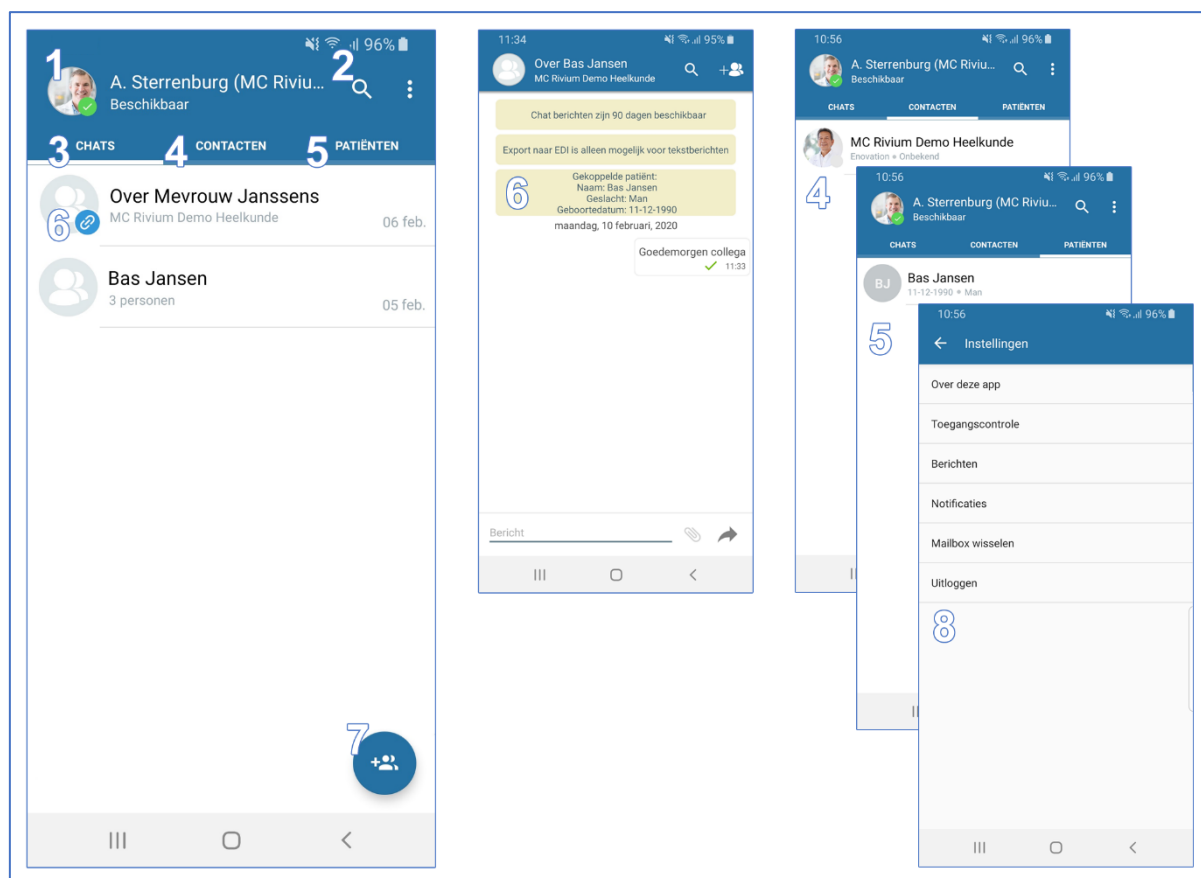 96%
1
2
A. Sterrenburg (MC Riviu...
Beschikbaar
3 CHATS
4 CONTACTEN
5 PATIËNTEN
Over Mevrouw Janssens
6
MC Rivium Demo Heelkunde
06 feb.
Bas Jansen
3 personen
05 feb.
7
11:34
95%
Over Bas Jansen
MC Rivium Demo Heelkunde
Chat berichten zijn 90 dagen beschikbaar
Export naar EDI is alleen mogelijk voor tekstberichten
6
Gekoppelde patiënt:
Naam: Bas Jansen
Geslacht: Man
Geboortedatum: 11-12-1990
maandag, 10 februari, 2020
Goedemorgen collega
11:33
Bericht
10:56
96%
A. Sterrenburg (MC Riviu...
Beschikbaar
CHATS
CONTACTEN
PATIËNTEN
MC Rivium Demo Heelkunde
Enovation • Onbekend
4
10:56
96%
A. Sterrenburg (MC Riviu...
Beschikbaar
CHATS
CONTACTEN
PATIËNTEN
BJ
Bas Jansen
11-12-1990 • Man
5
10:56
96%
Instellingen
Over deze app
Toegangscontrole
Berichten
Notificaties
Mailbox wisselen
Uitloggen
8